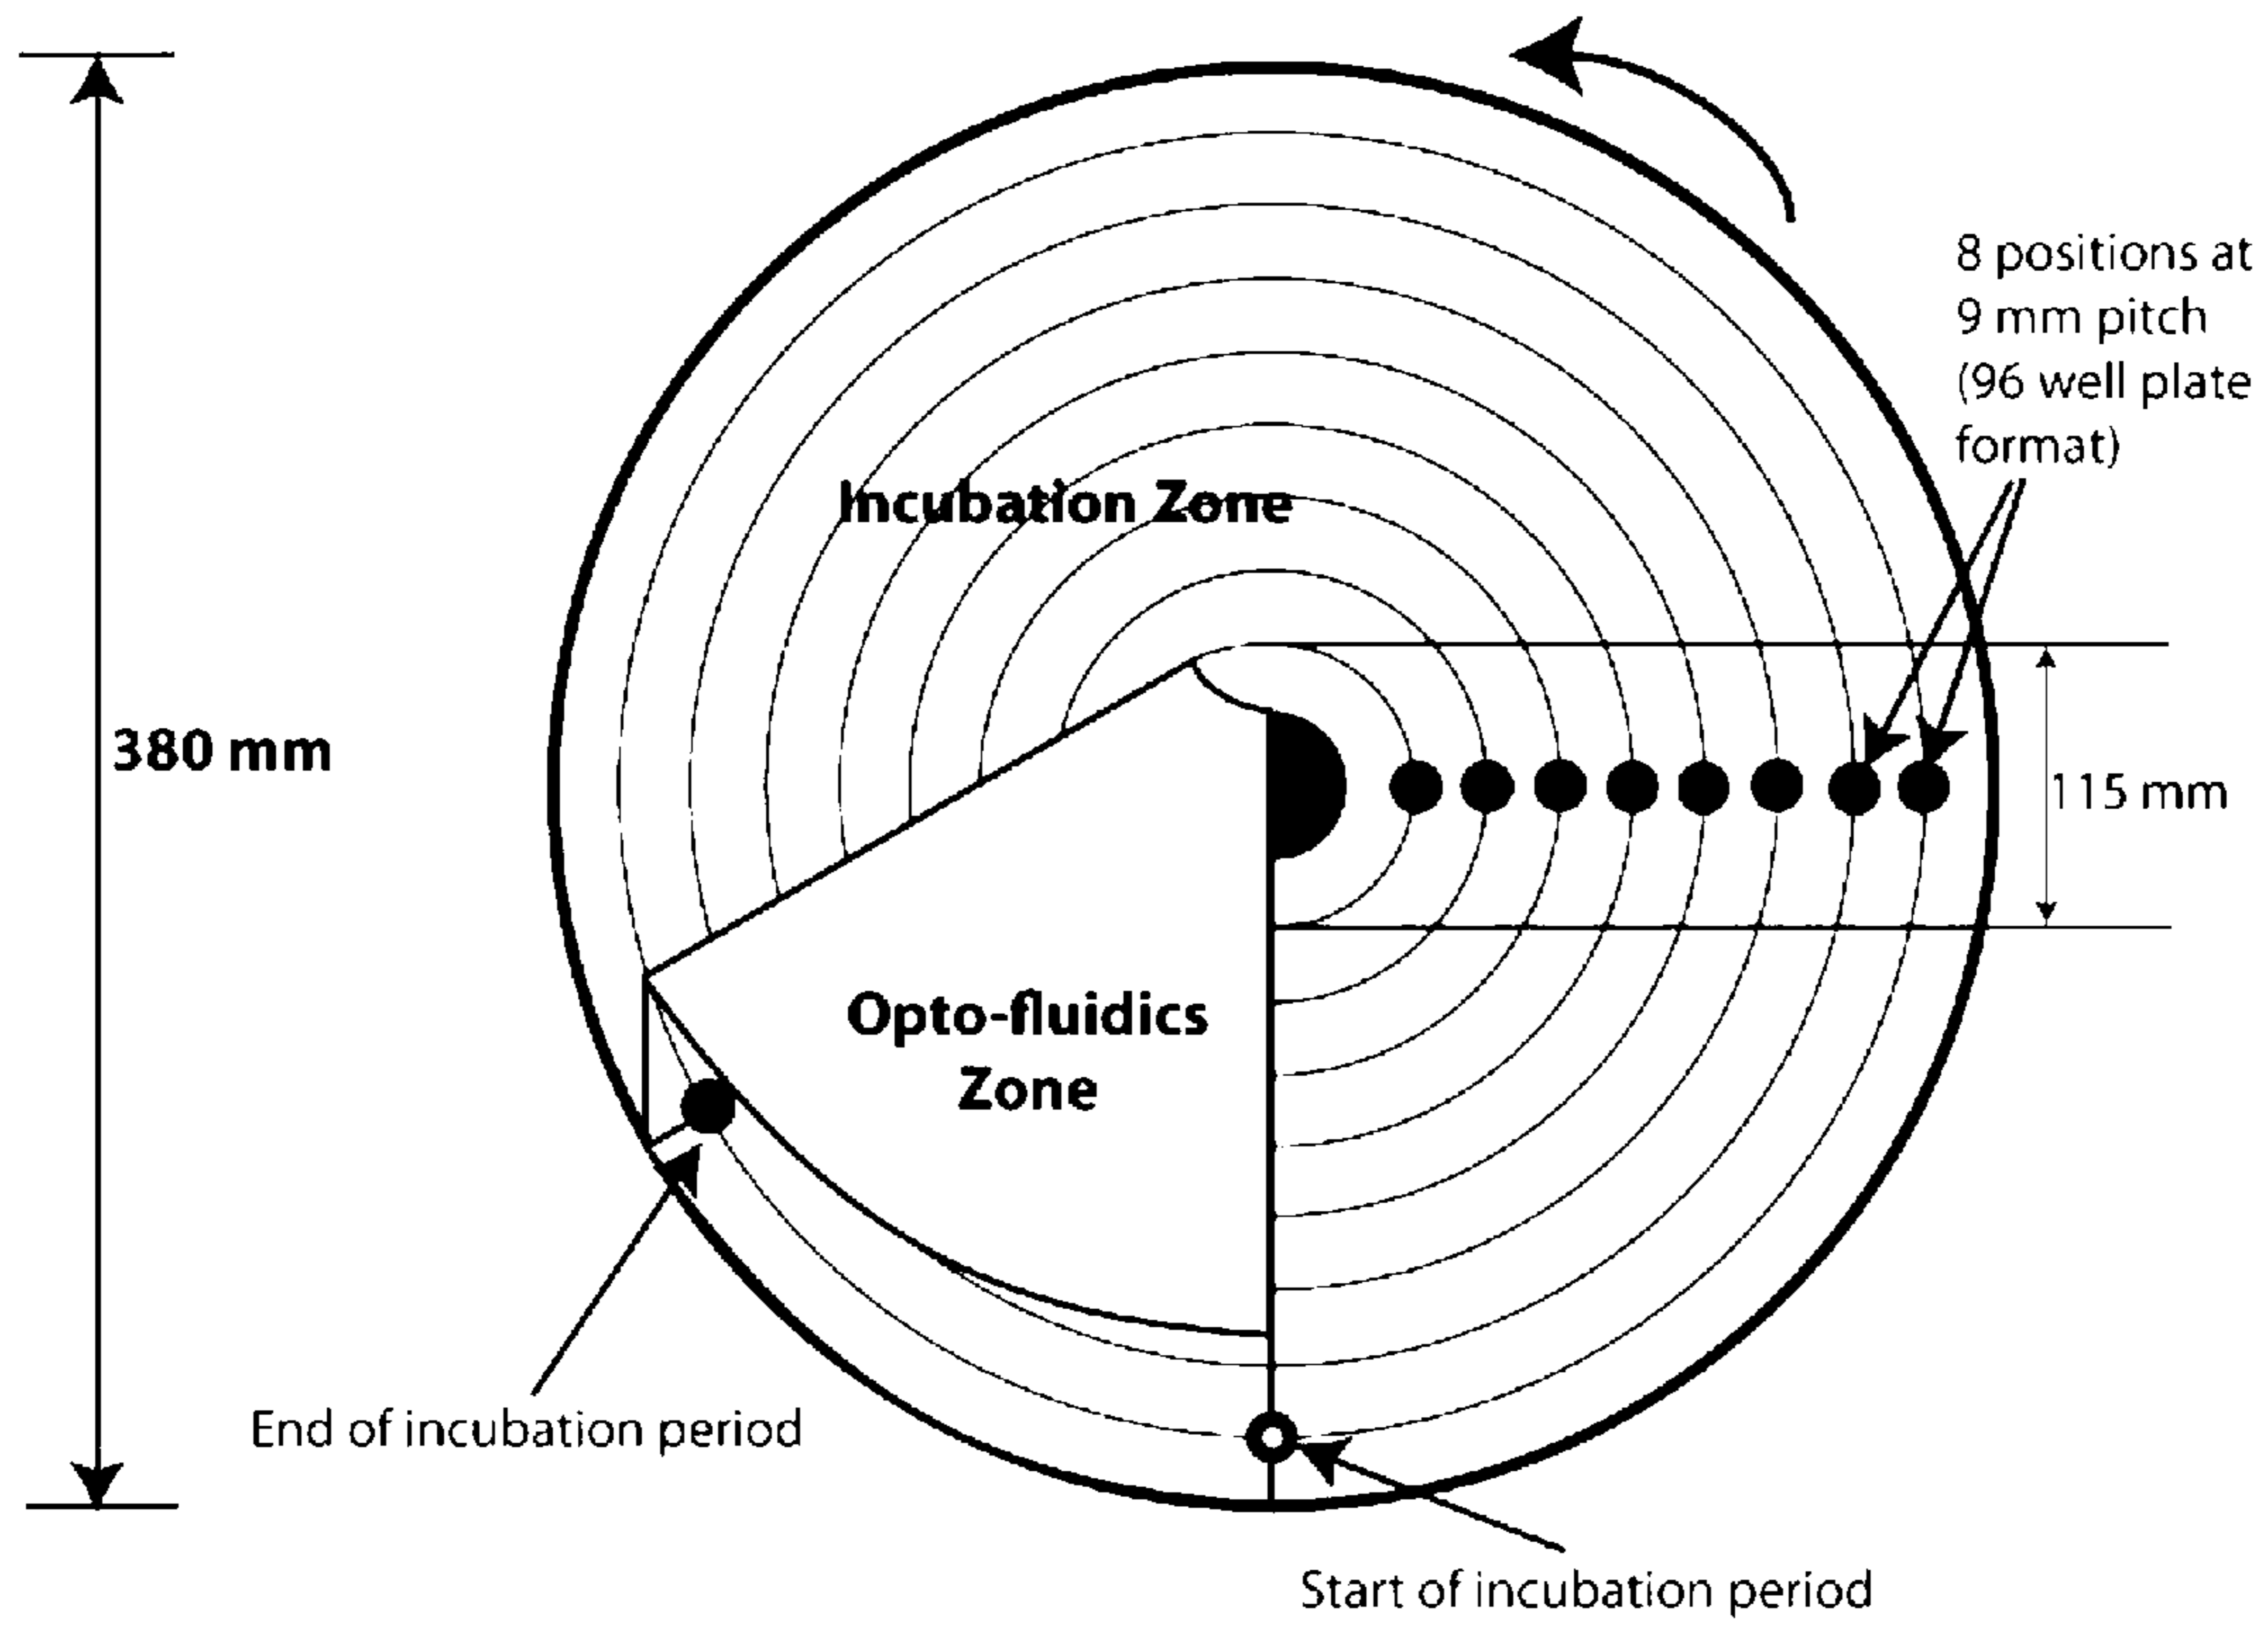 8 positions at
9 mm pitch
(96 well plate
format)
Incubation Zone
380 mm
115 mm
Opto-fluidics
Zone
End of incubation period
Start of incubation period